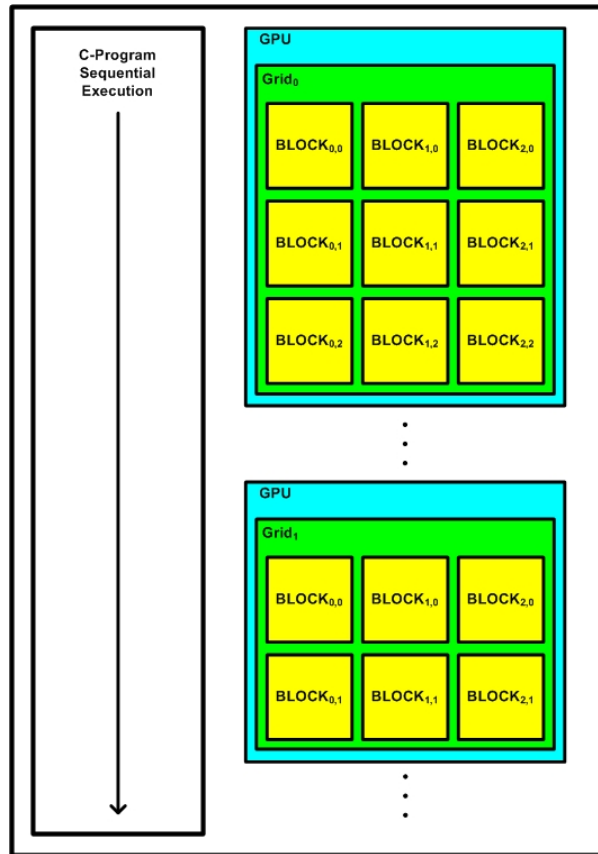 C-Program
Sequential
Execution
GPU
Grid0
BLOCK0,0 BLOCK1,0 BLOCK2,0
BLOCK0,1 BLOCK1,1 BLOCK2,1
BLOCK0,2 BLOCK1,2 BLOCK2,2
GPU
Grid1
BLOCK0,0 BLOCK1,0 BLOCK2,0
BLOCK0,1 BLOCK1,1 BLOCK2,1